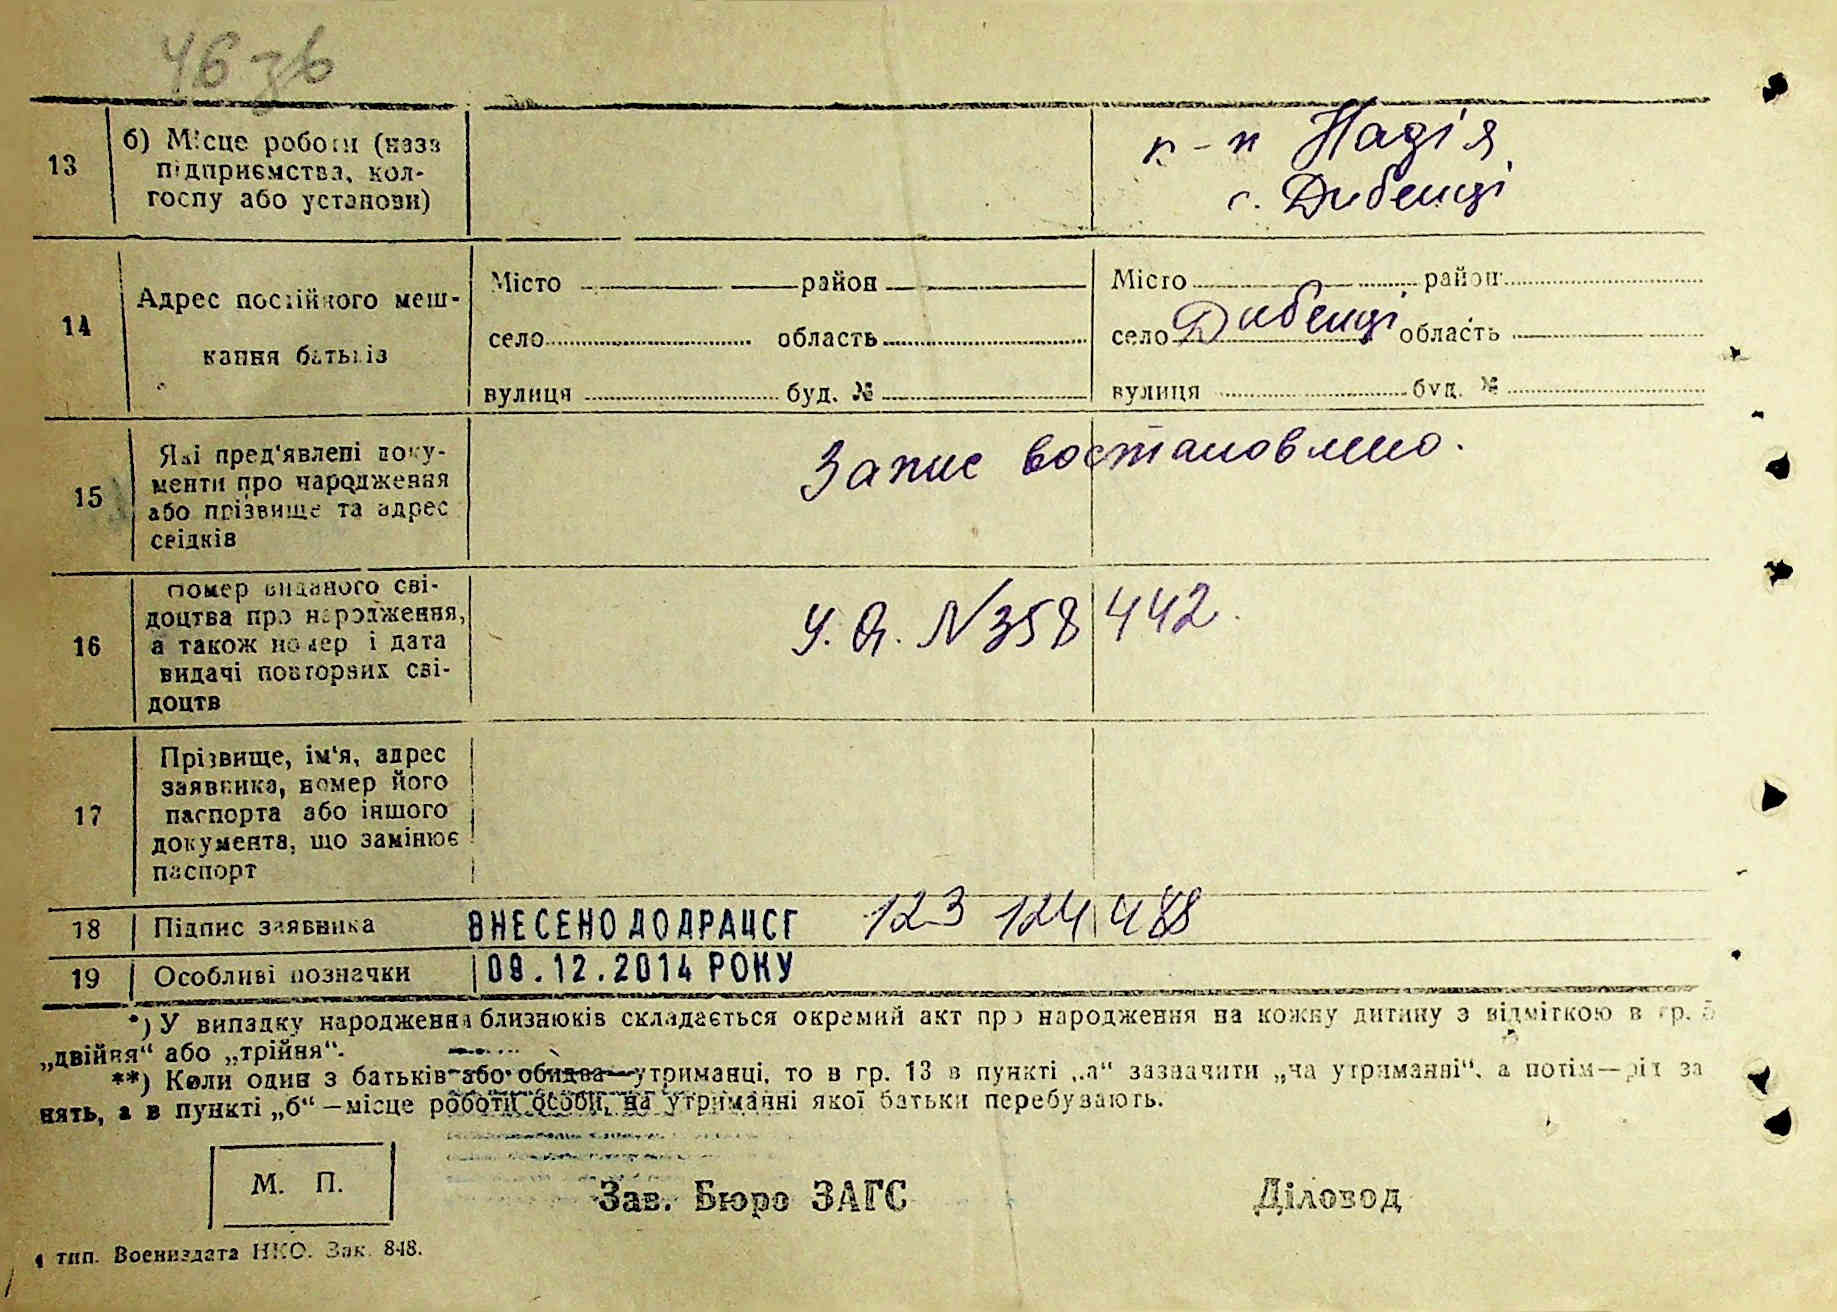 46 зв
13
б) Місце роботи (назва
підприємства, кол-
госпу або установи)
к-п Надія
с. Дибенці
14
Адрес постійного меш-
кання батьків
Місто район
село область
вулиця буд. №
Місто район
село Дибенці область
вулиця буд. №
15
Які пред'явлені доку-
менти про народження
або прізвище та адрес
свідків
Запис востановлено.
16
Номер виданого сві-
доцтва про народження,
а також номер і дата
видачі повторних сві-
доцтв
У. Я. №358442.
17
Прізвище, ім'я, адрес
заявника, номер його
паспорта або іншого
документа, що замінює
паспорт
18
Підпис заявника
ВНЕСЕНО ДО ДРАЦСГ 123 124 488
19
Особливі позначки
09.12.2014 РОКУ
*) У випадку народження близнюків складається окремий акт про народження на кожну дитину з відміткою в гр. 5
„двійня“ або „трійня“.
**) Коли один з батьків або обидва—утриманці, то в гр. 13 в пункті „а“ зазначити „на утриманні“, а потім—рід за
нять, а в пункті „б“—місце роботи особи, на утриманні якої батьки перебувають.
М. П.
Зав. Бюро ЗАГС
Діловод
тип. Воениздата НКО. Зак. 848.